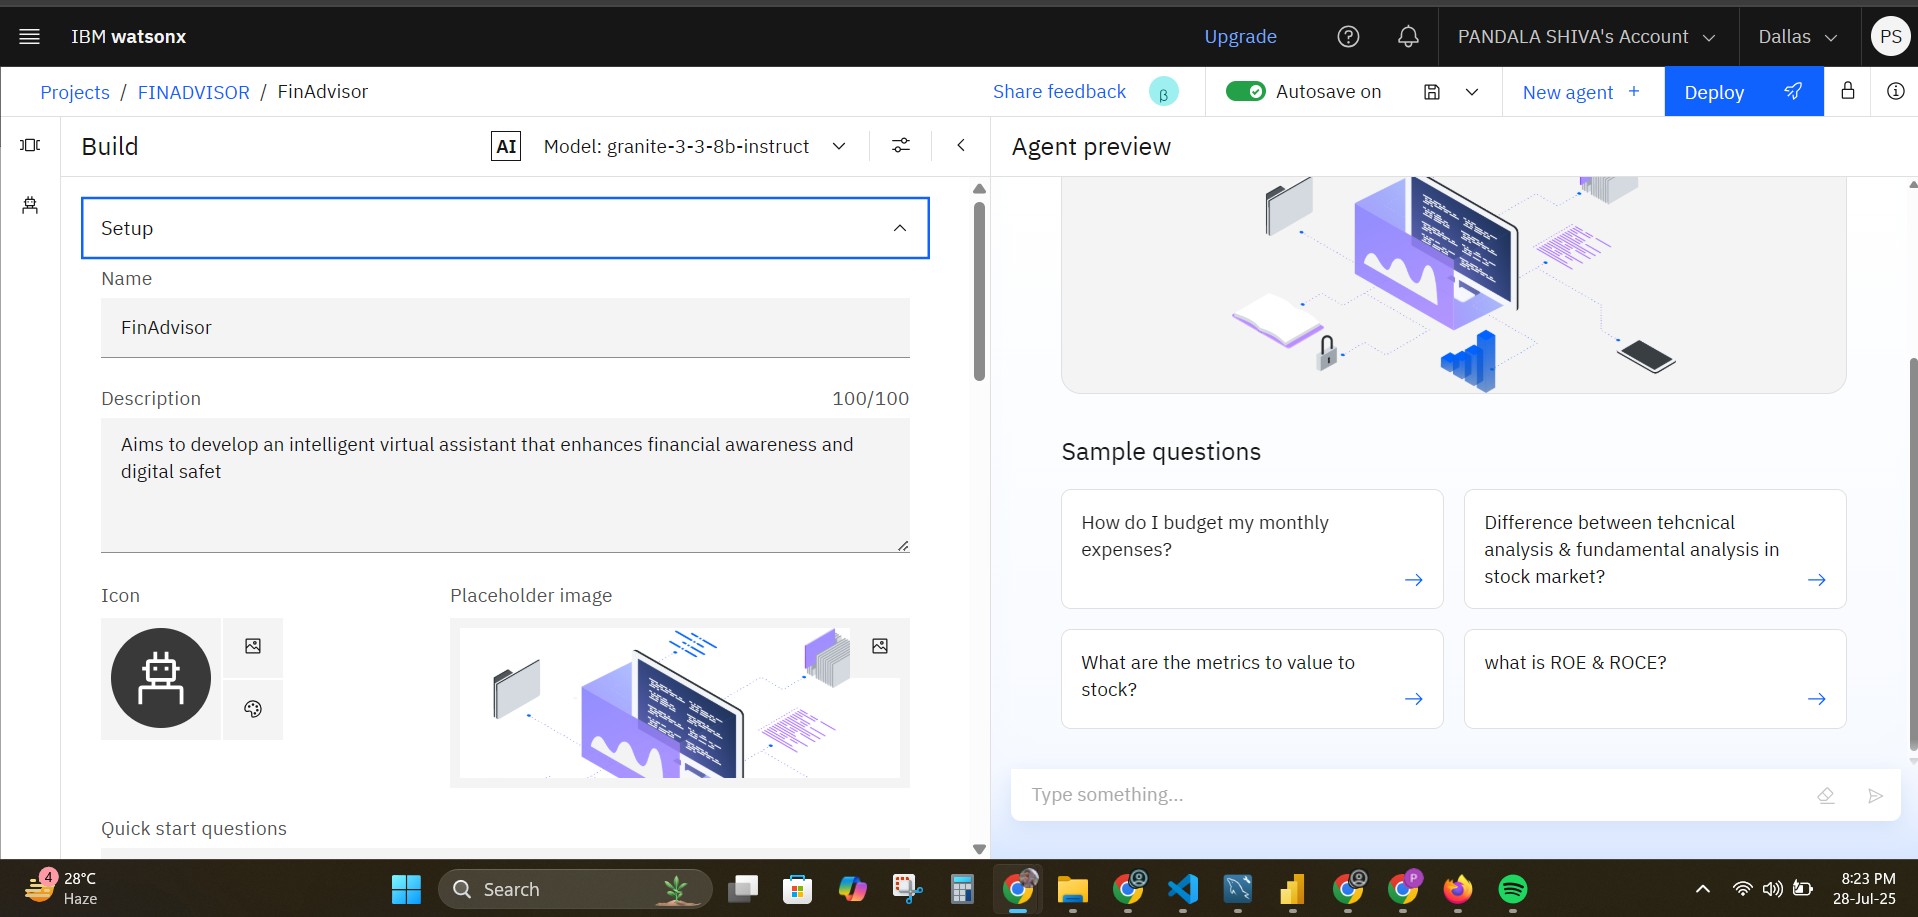 IBM watsonx
Upgrade
PANDALA SHIVA's Account
Dallas
PS
Projects / FINADVISOR / FinAdvisor
Share feedback
β
Autosave on
New agent +
Deploy
Build
AI
Model: granite-3-3-8b-instruct
Agent preview
Setup
Name
FinAdvisor
Description
100/100
Aims to develop an intelligent virtual assistant that enhances financial awareness and
digital safet
Icon
Placeholder image
Quick start questions
Sample questions
How do I budget my monthly
expenses?
Difference between tehcnical
analysis & fundamental analysis in
stock market?
What are the metrics to value to
stock?
what is ROE & ROCE?
Type something...
4
28°C
Haze
Search
P
8:23 PM
28-Jul-25